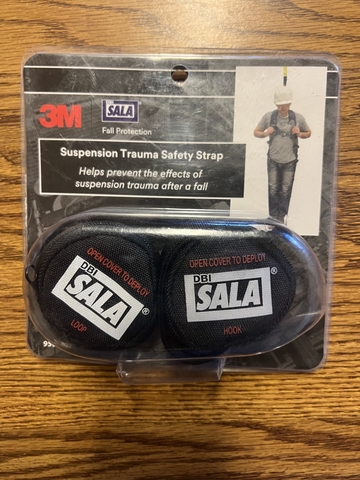 3M
SALA
Fall Protection
Suspension Trauma Safety Strap
Helps prevent the effects of
suspension trauma after a fall
OPEN COVER TO DEPLOY
DBI
SALA®
LOOP
OPEN COVER TO DEPLOY
DBI
SALA®
HOOK